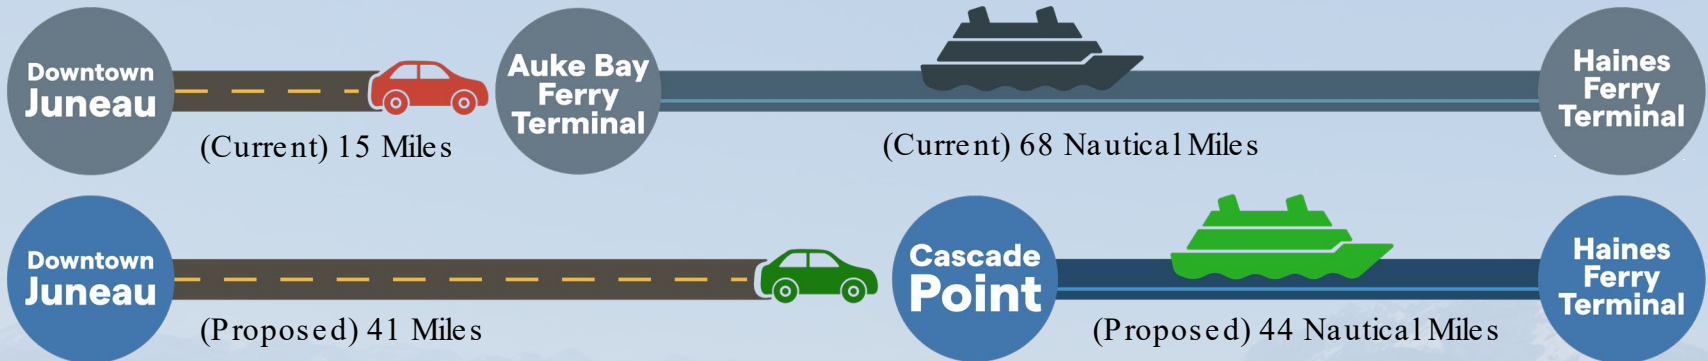 Downtown
Juneau
(Current) 15 Miles
Auke Bay
Ferry
Terminal
(Current) 68 Nautical Miles
Haines
Ferry
Terminal
Downtown
Juneau
(Proposed) 41 Miles
Cascade
Point
(Proposed) 44 Nautical Miles
Haines
Ferry
Terminal